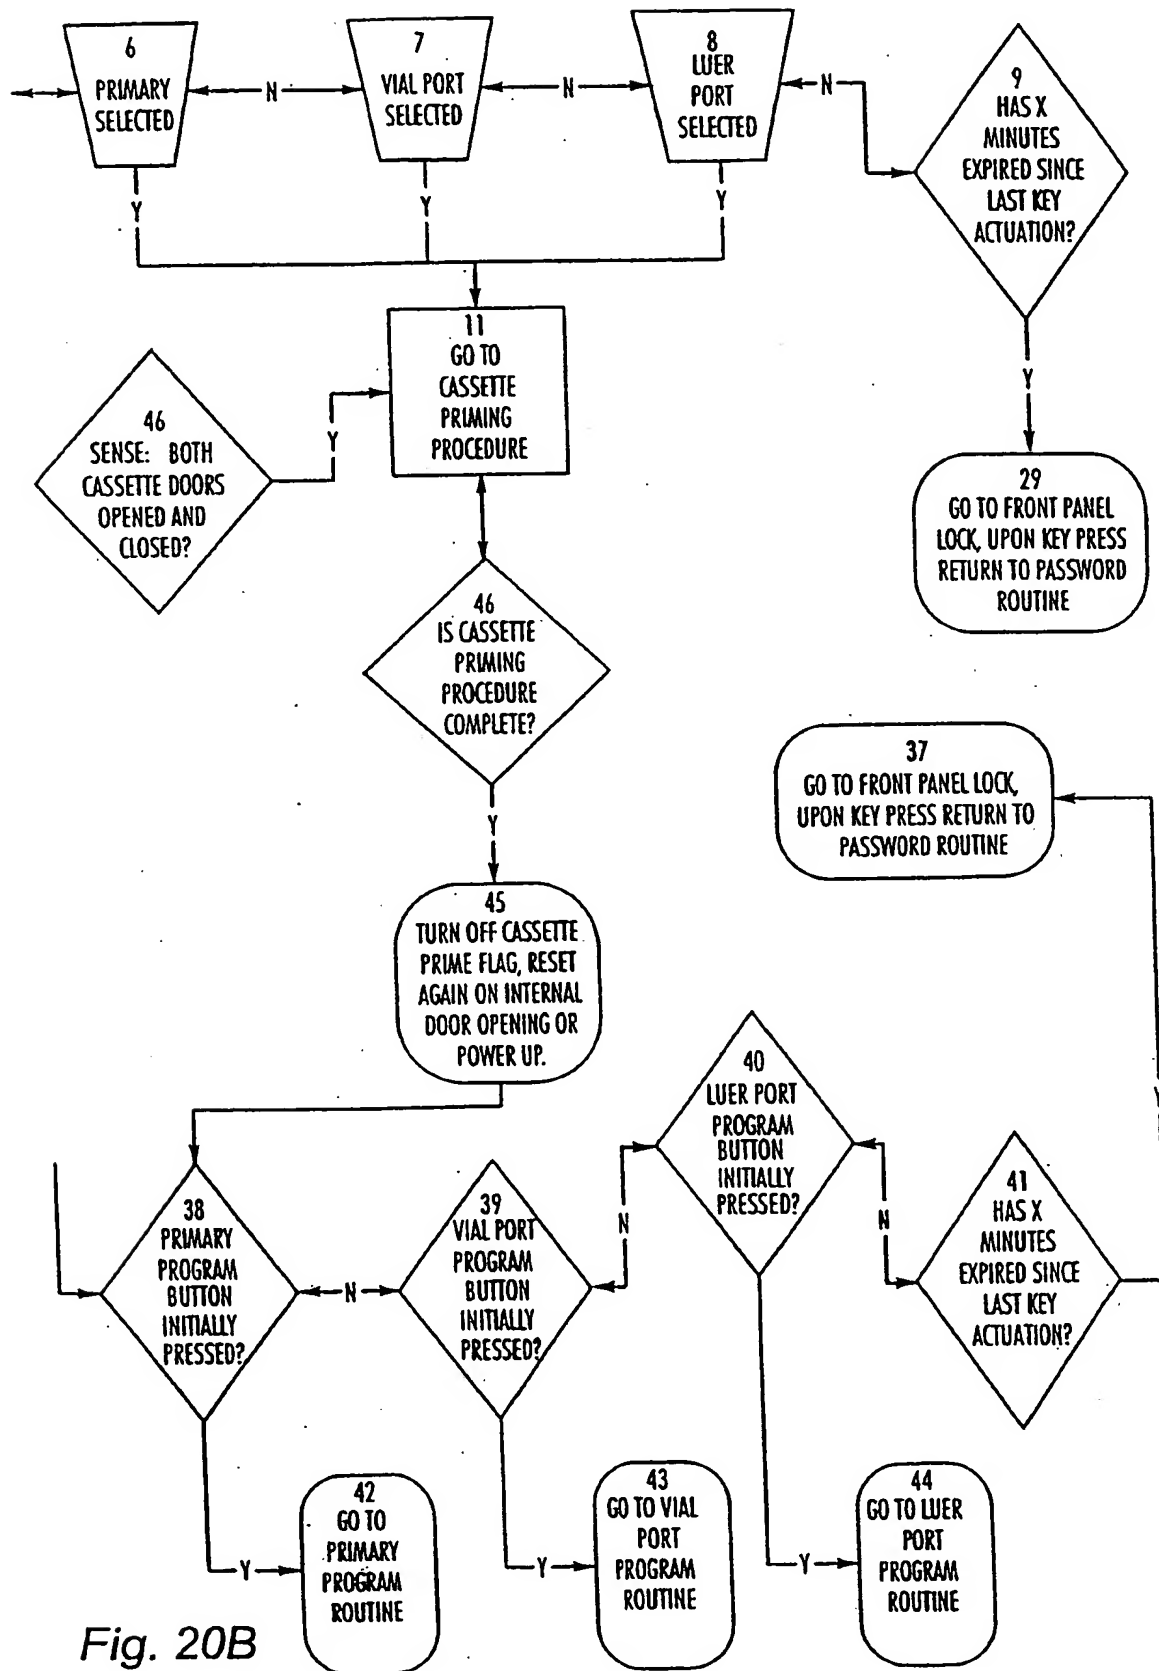 6
PRIMARY
SELECTED
N
7
VIAL PORT
SELECTED
N
8
LUER
PORT
SELECTED
N
9
HAS X
MINUTES
EXPIRED SINCE
LAST KEY
ACTUATION?
Y
Y
Y
Y
11
GO TO
CASSETTE
PRIMING
PROCEDURE
46
SENSE: BOTH
CASSETTE DOORS
OPENED AND
CLOSED?
Y
29
GO TO FRONT PANEL
LOCK, UPON KEY PRESS
RETURN TO PASSWORD
ROUTINE
46
IS CASSETTE
PRIMING
PROCEDURE
COMPLETE?
Y
37
GO TO FRONT PANEL LOCK,
UPON KEY PRESS RETURN TO
PASSWORD ROUTINE
45
TURN OFF CASSETTE
PRIME FLAG, RESET
AGAIN ON INTERNAL
DOOR OPENING OR
POWER UP.
38
PRIMARY
PROGRAM
BUTTON
INITIALLY
PRESSED?
N
39
VIAL PORT
PROGRAM
BUTTON
INITIALLY
PRESSED?
N
40
LUER PORT
PROGRAM
BUTTON
INITIALLY
PRESSED?
N
41
HAS X
MINUTES
EXPIRED SINCE
LAST KEY
ACTUATION?
Y
42
GO TO
PRIMARY
PROGRAM
ROUTINE
Y
43
GO TO VIAL
PORT
PROGRAM
ROUTINE
Y
44
GO TO LUER
PORT
PROGRAM
ROUTINE
Fig. 20B